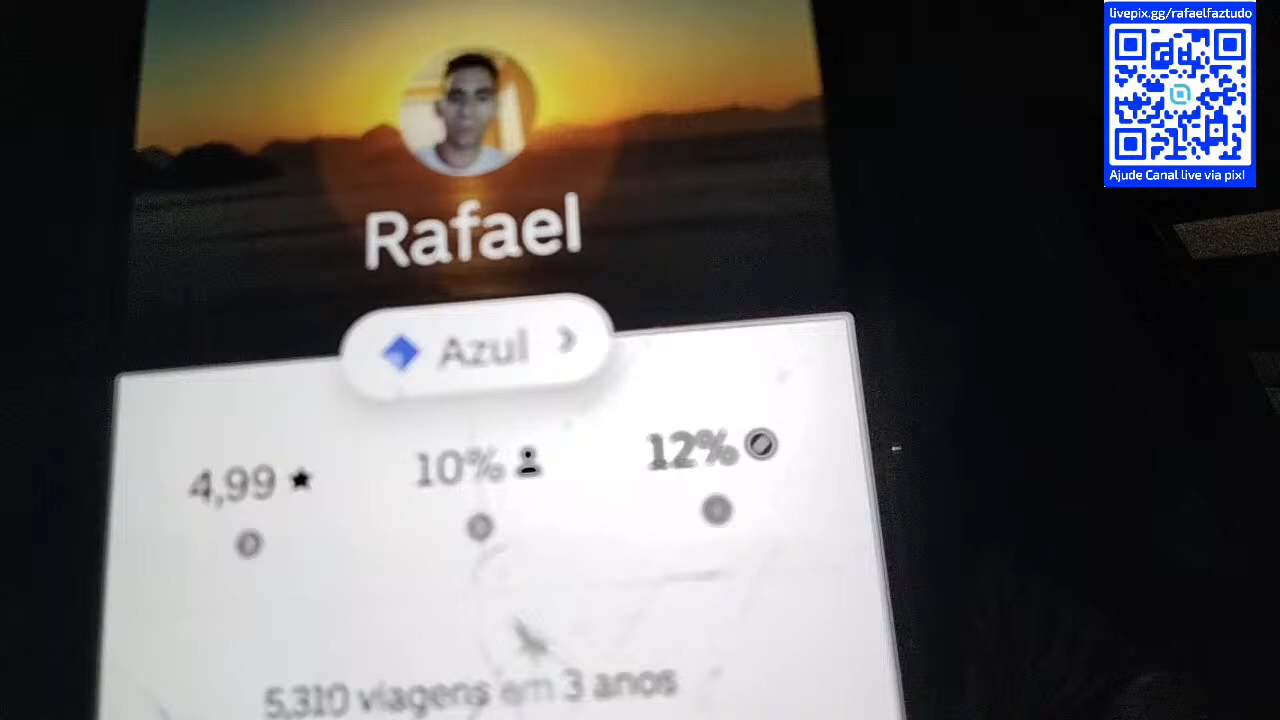 livepix.gg/rafaelfaztudo
Ajude Canal live via pix!
Rafael
Azul
4,99 10% 12%
5,310 viagens em 3 anos